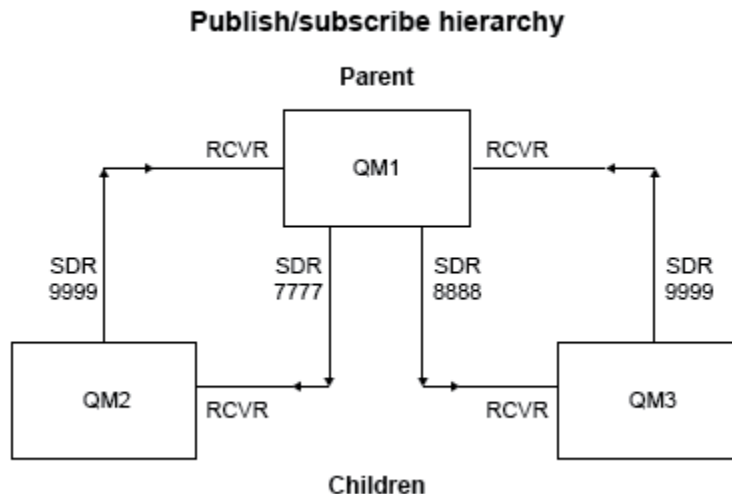 Publish/subscribe hierarchy
Parent
RCVR
QM1
RCVR
SDR
9999
SDR
7777
SDR
8888
SDR
9999
QM2
RCVR
RCVR
QM3
Children